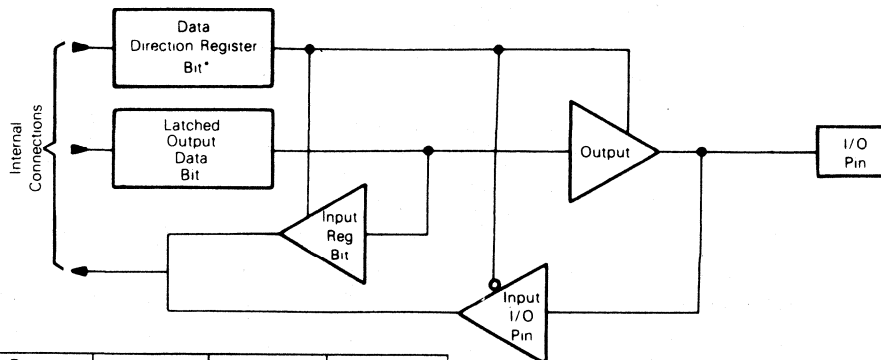 Data
Direction Register
Bit*
Internal
Connections
Latched
Output
Data
Bit
Output
I/O
Pin
Input
Reg
Bit
Input
I/O
Pin